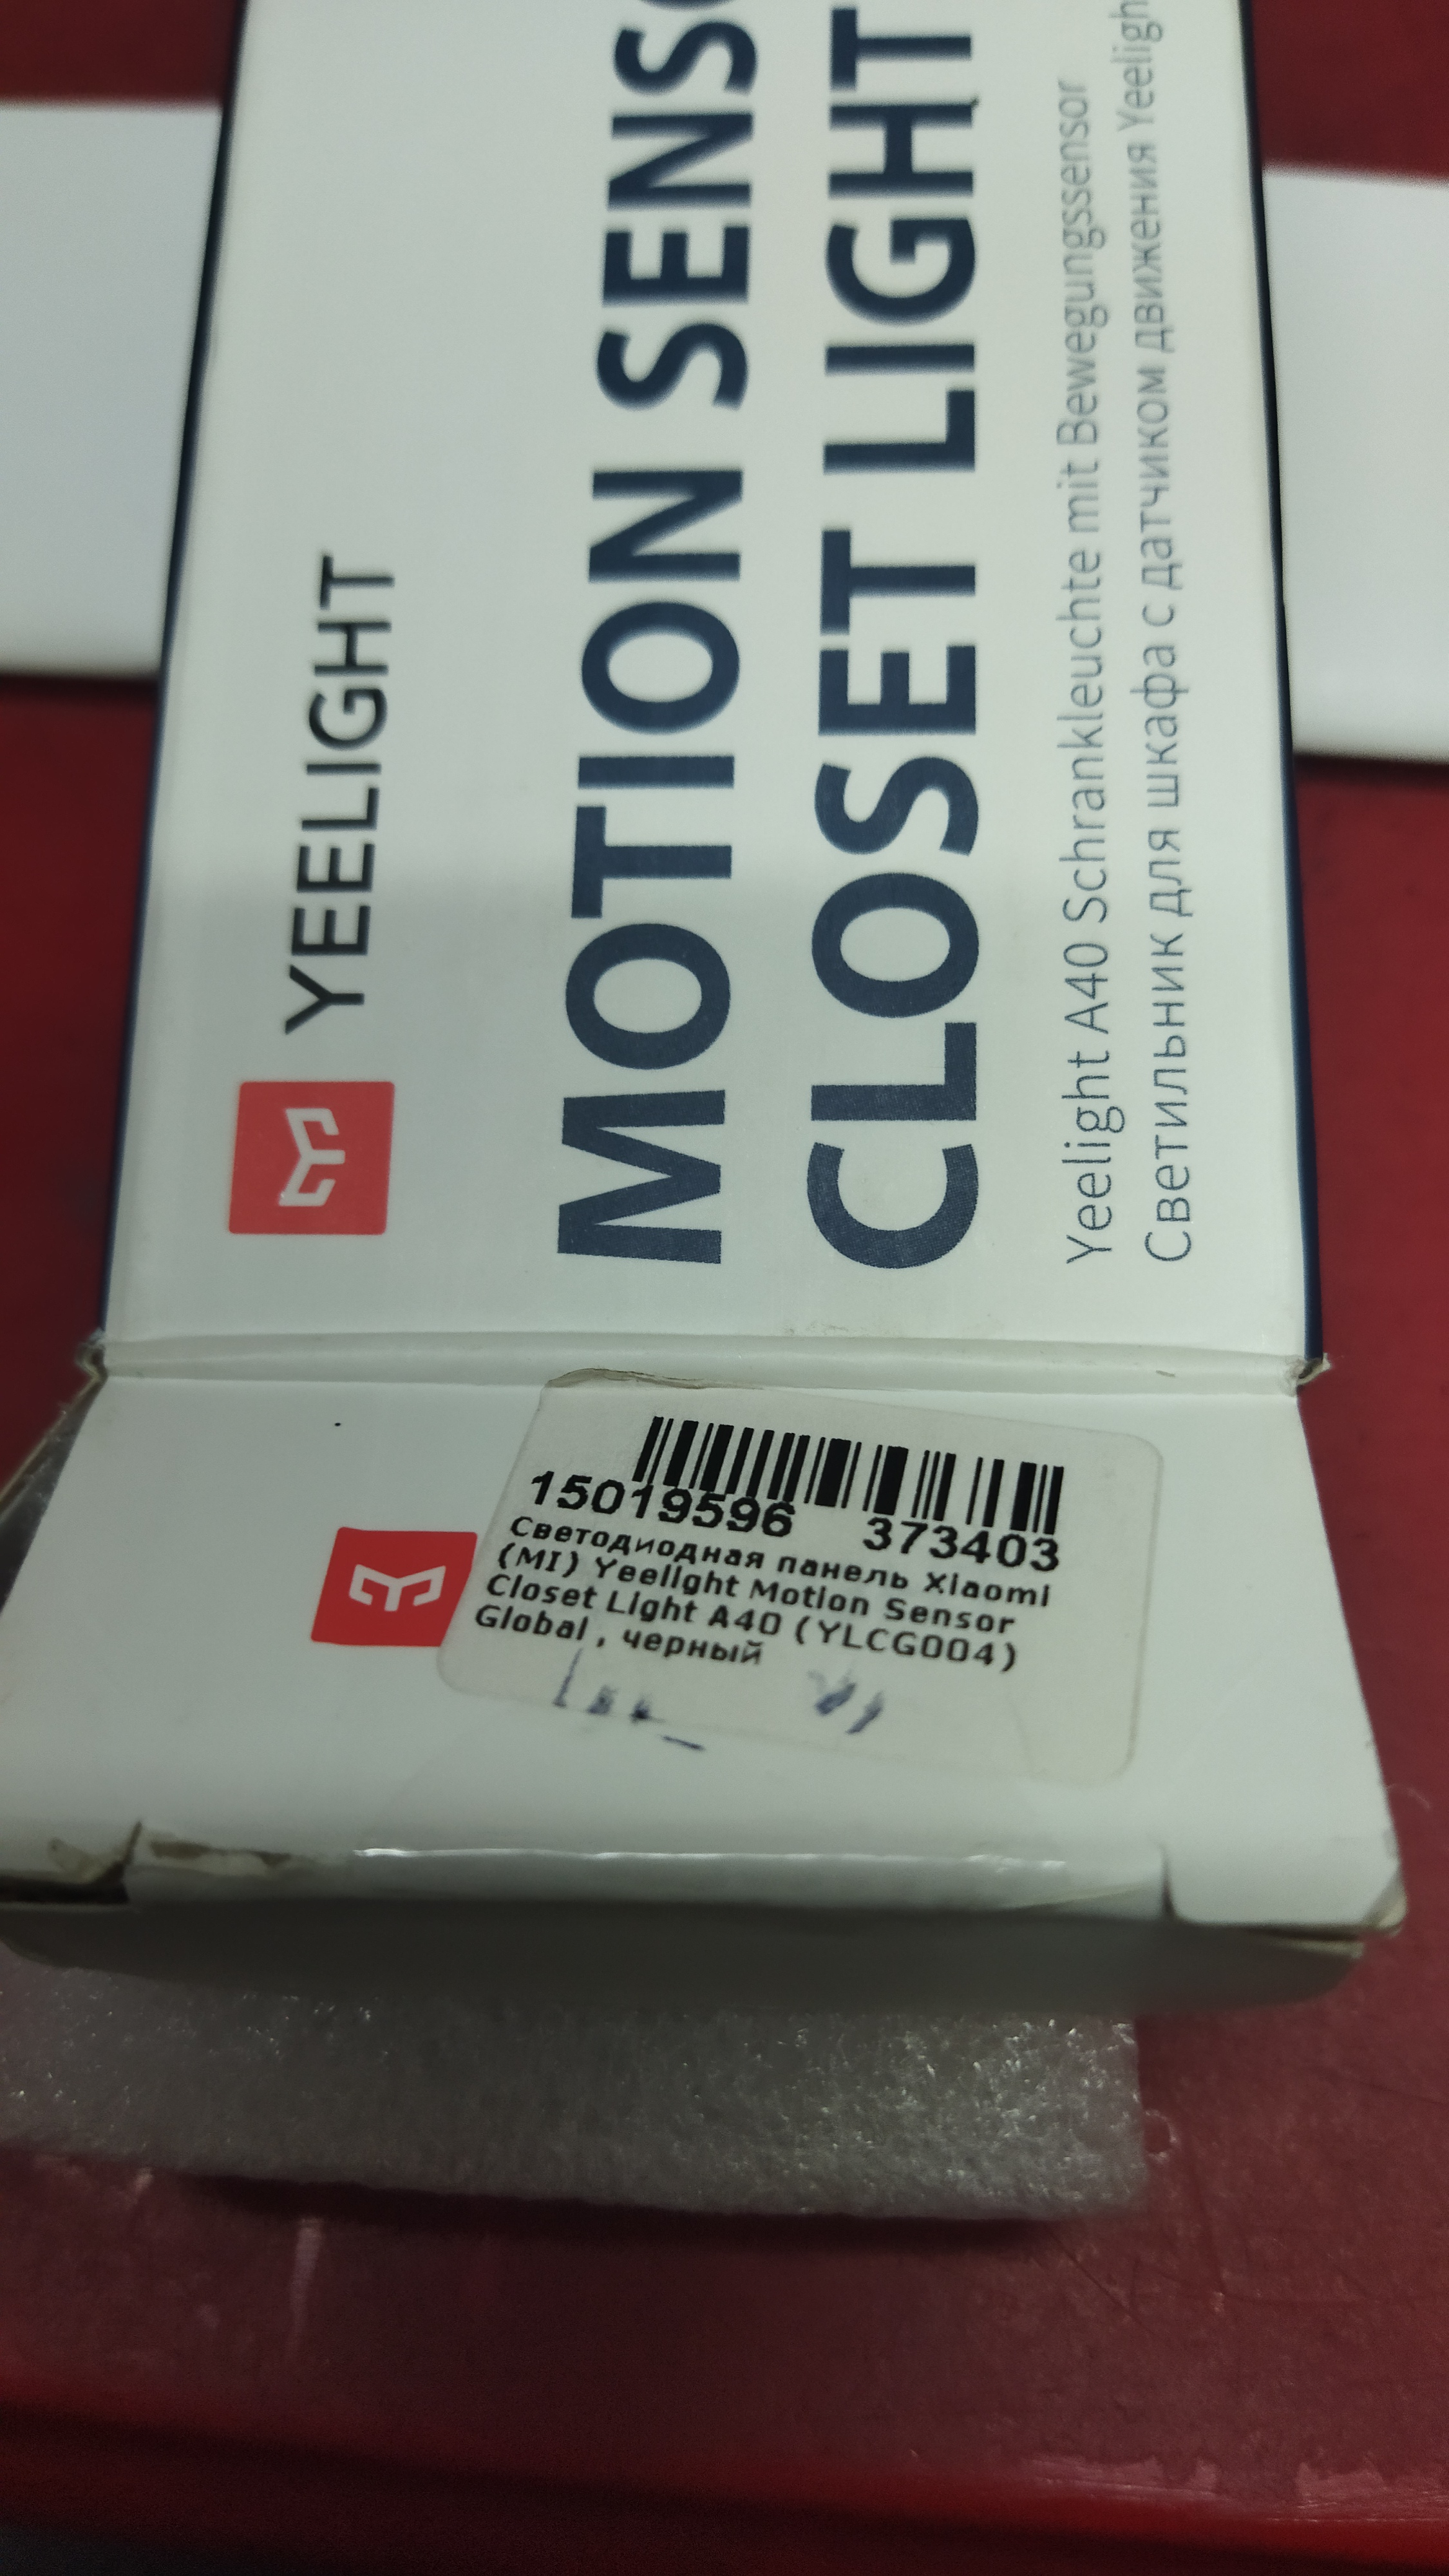 YEELIGHT
MOTION SENSO
CLOSET LIGHT
Yeelight A40 Schrankleuchte mit Bewegungssensor
Светильник для шкафа с датчиком движения Yeeligh
15019596 373403
Светодиодная панель Xiaomi
(MI) Yeelight Motion Sensor
Closet Light A40 (YLCG004)
Global , черный